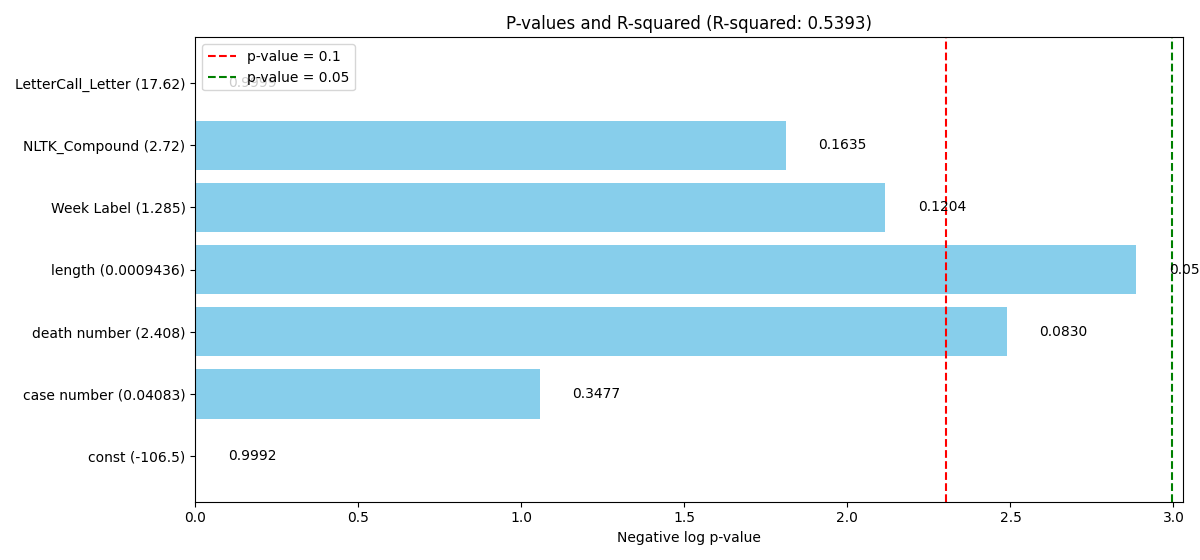 P-values and R-squared (R-squared: 0.5393)
p-value = 0.1
p-value = 0.05
LetterCall_Letter (17.62)
0.9999
NLTK_Compound (2.72)
0.1635
Week Label (1.285)
0.1204
length (0.0009436)
0.05
death number (2.408)
0.0830
case number (0.04083)
0.3477
const (-106.5)
0.9992
0.0
0.5
1.0
1.5
2.0
2.5
3.0
Negative log p-value